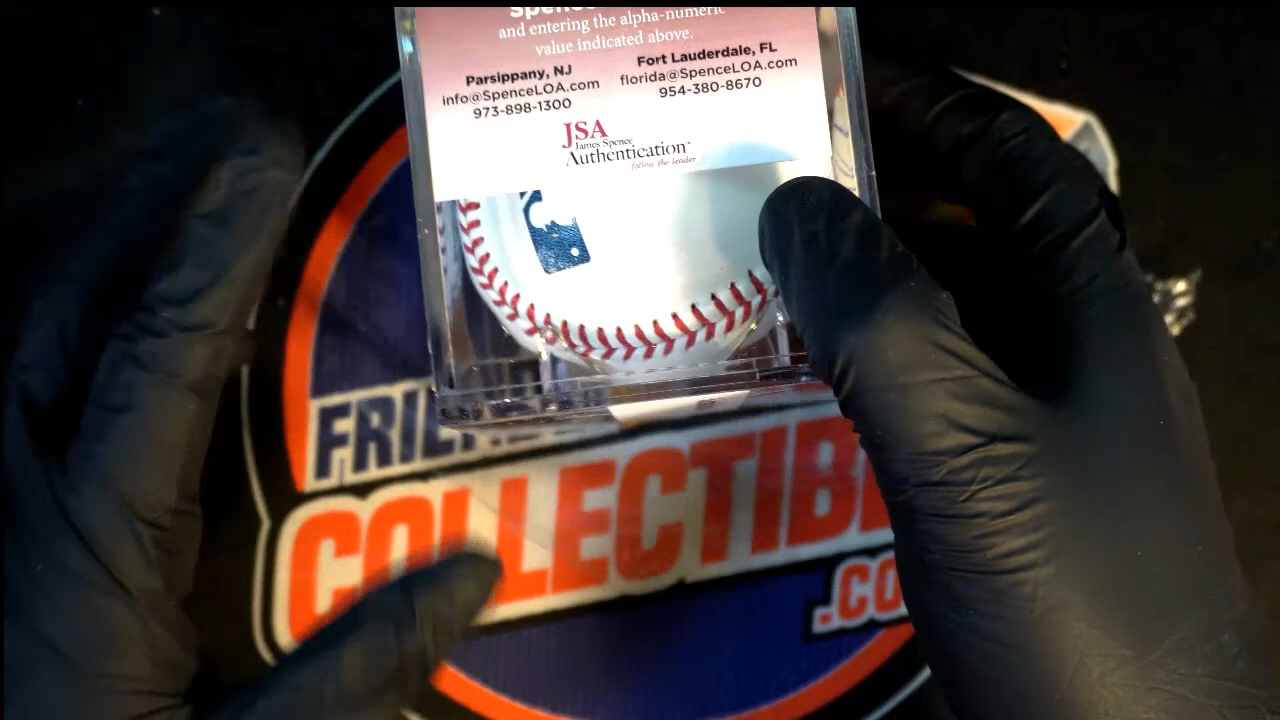 and entering the alpha-numeric
value indicated above.
Parsippany, NJ
info@SpenceLOA.com
973-898-1300
Fort Lauderdale, FL
florida@SpenceLOA.com
954-380-8670
JSA
James Spence
Authentication
follow the leader
COLLECTIB
.CO